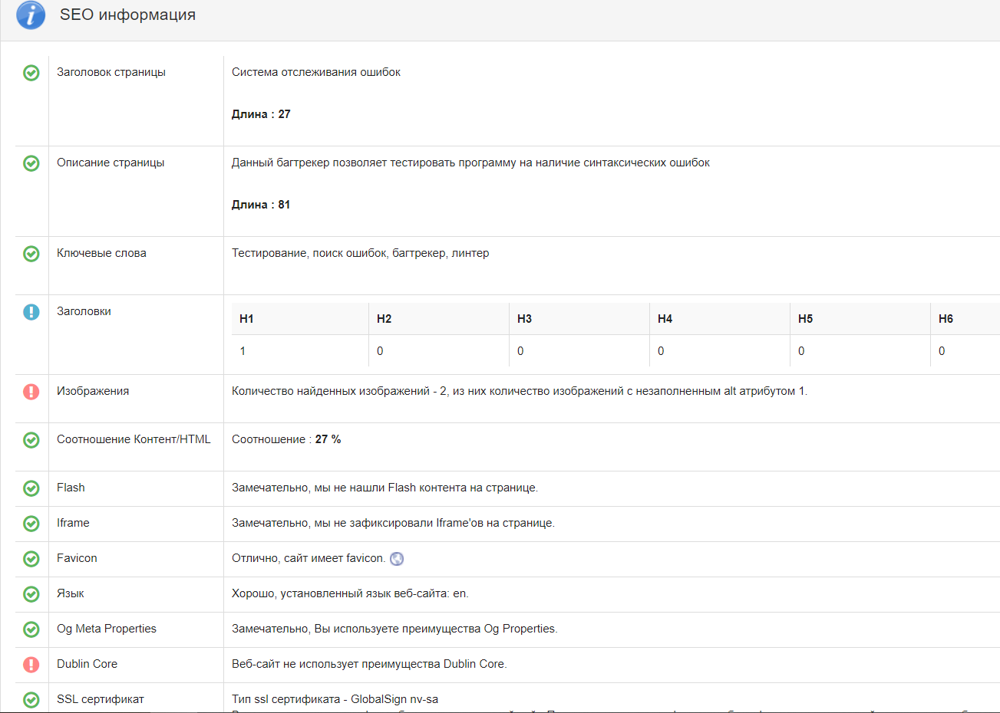 SEO информация
Заголовок страницы
Система отслеживания ошибок
Длина : 27
Описание страницы
Данный багтрекер позволяет тестировать программу на наличие синтаксических ошибок
Длина : 81
Ключевые слова
Тестирование, поиск ошибок, багтрекер, линтер
Заголовки
H1 H2 H3 H4 H5 H6
1 0 0 0 0 0
Изображения
Количество найденных изображений - 2, из них количество изображений с незаполненным alt атрибутом 1.
Соотношение Контент/HTML
Соотношение : 27 %
Flash
Замечательно, мы не нашли Flash контента на странице.
Iframe
Замечательно, мы не зафиксировали Iframe'ов на странице.
Favicon
Отлично, сайт имеет favicon.
Язык
Хорошо, установленный язык веб-сайта: en.
Og Meta Properties
Замечательно, Вы используете преимущества Og Properties.
Dublin Core
Веб-сайт не использует преимущества Dublin Core.
SSL сертификат
Тип ssl сертификата - GlobalSign nv-sa